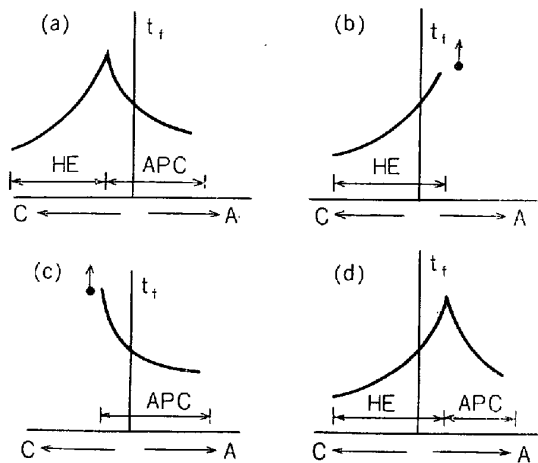 (a) t_f
HE APC
C A
(b) t_f
HE
C A
(c) t_f
APC
C A
(d) t_f
HE APC
C A